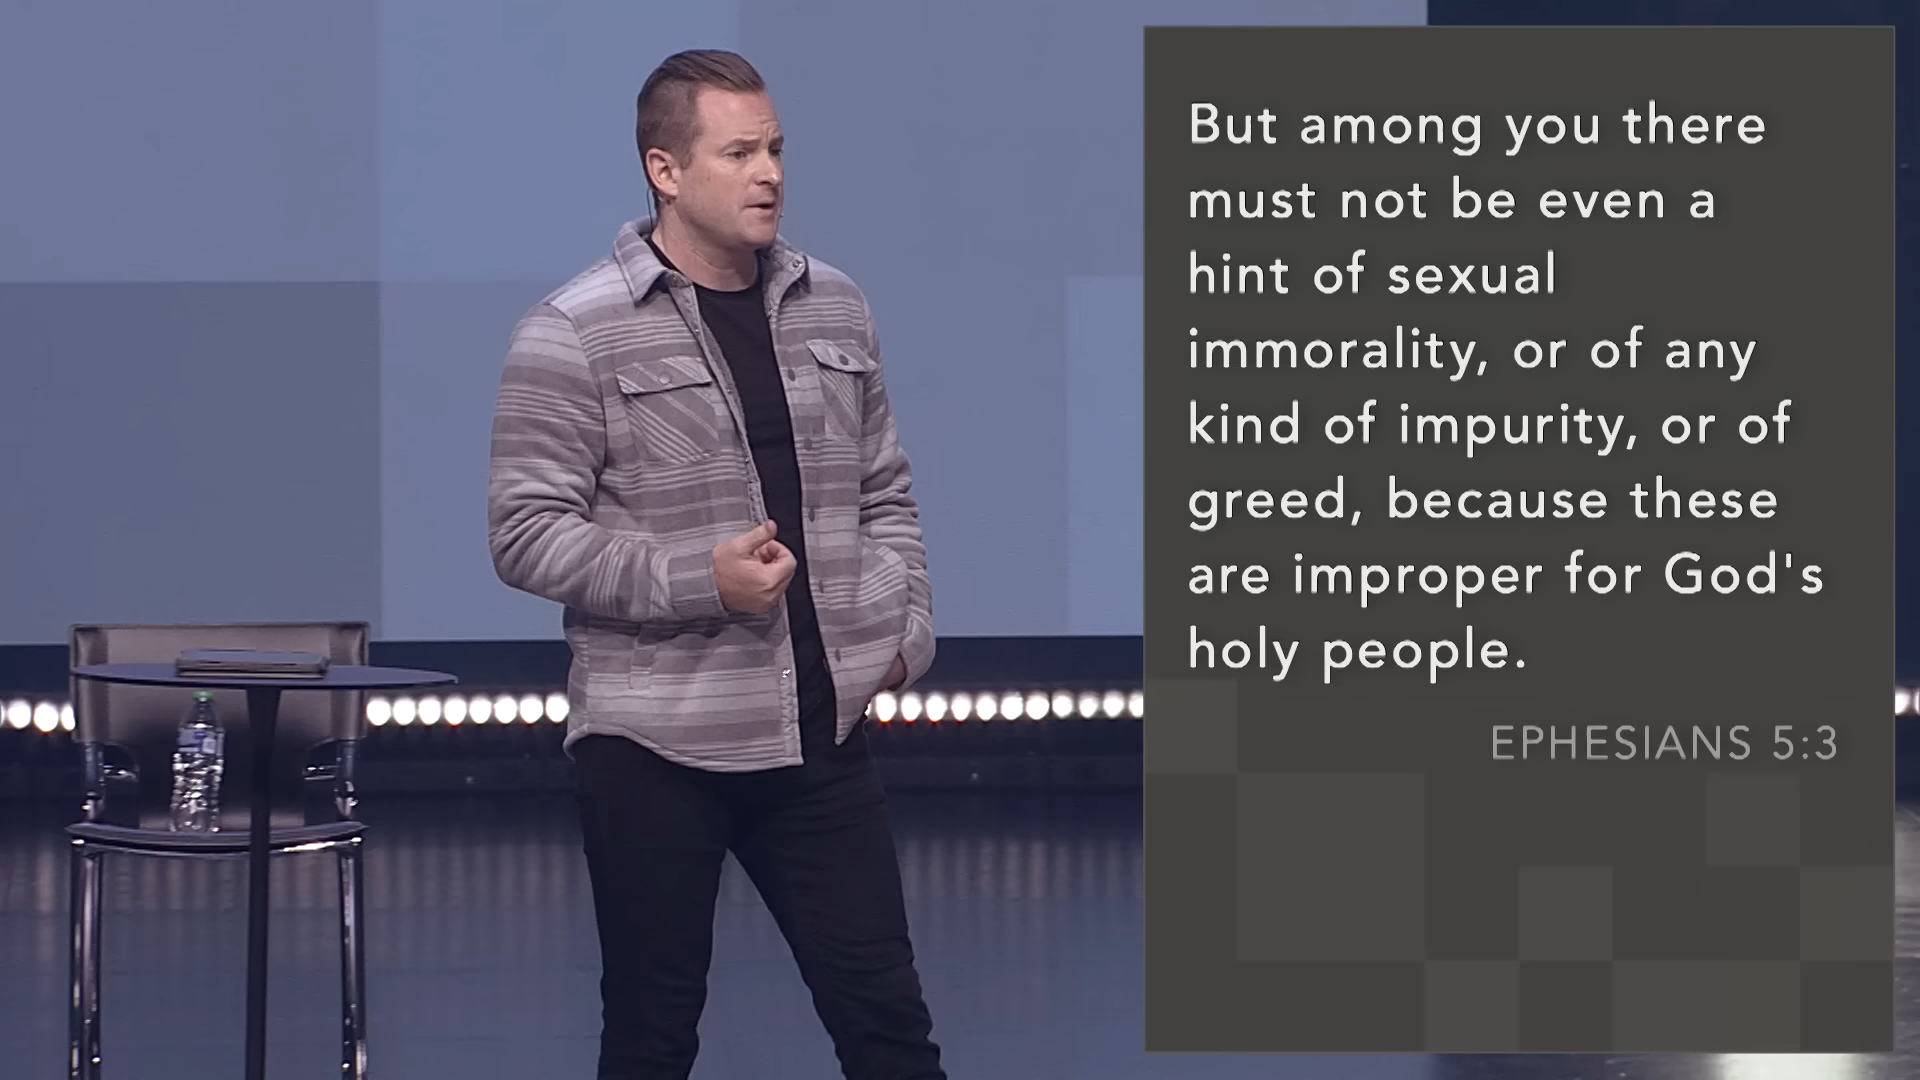 But among you there
must not be even a
hint of sexual
immorality, or of any
kind of impurity, or of
greed, because these
are improper for God's
holy people.
EPHESIANS 5:3